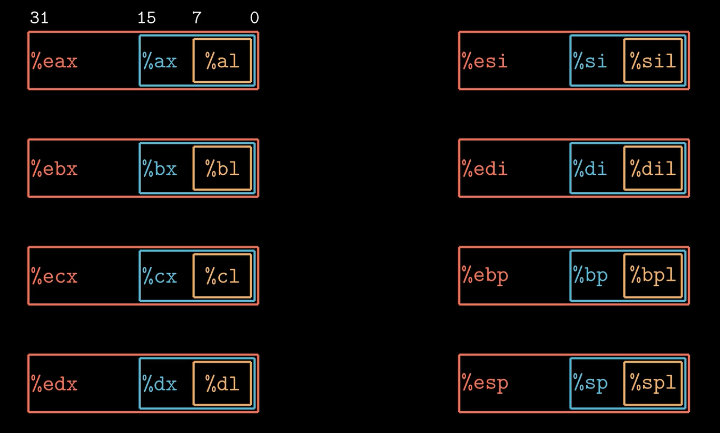 31 15 7 0
%eax %ax %al %esi %si %sil
%ebx %bx %bl %edi %di %dil
%ecx %cx %cl %ebp %bp %bpl
%edx %dx %dl %esp %sp %spl